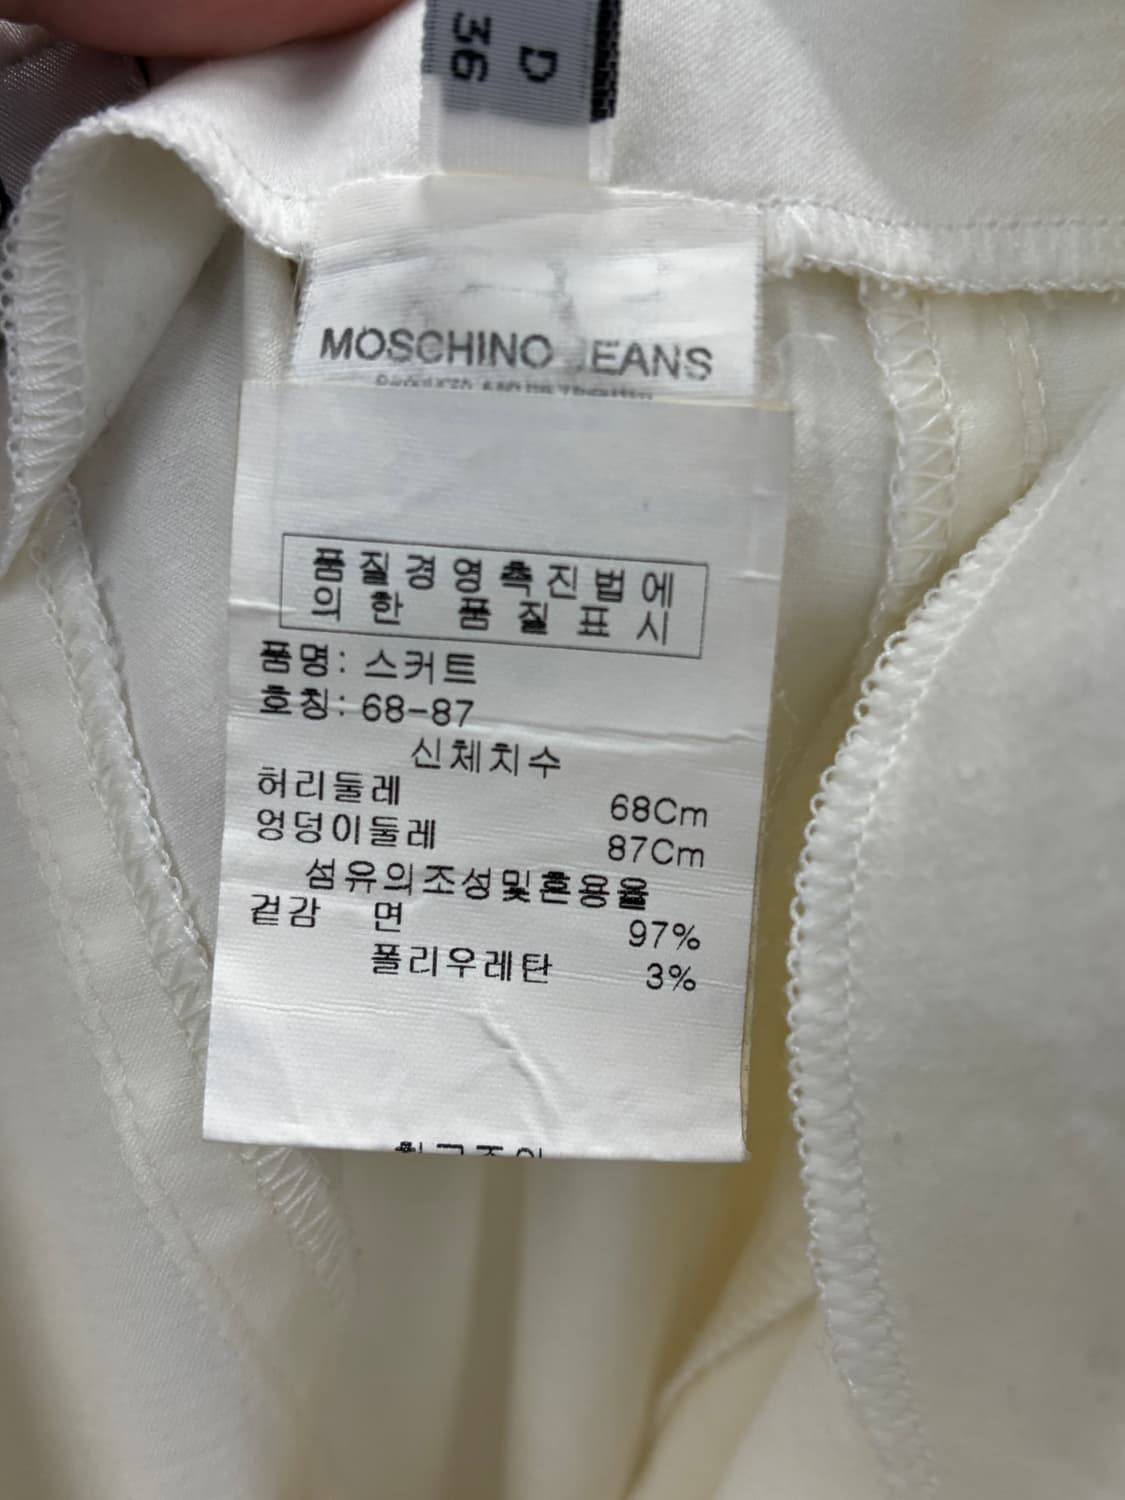 D
36
MOSCHINO JEANS
품질경영촉진법에
의한 품질표시
품명: 스커트
호칭: 68-87
신체치수
허리둘레 68Cm
엉덩이둘레 87Cm
섬유의조성및혼용율
겉감 면 97%
폴리우레탄 3%